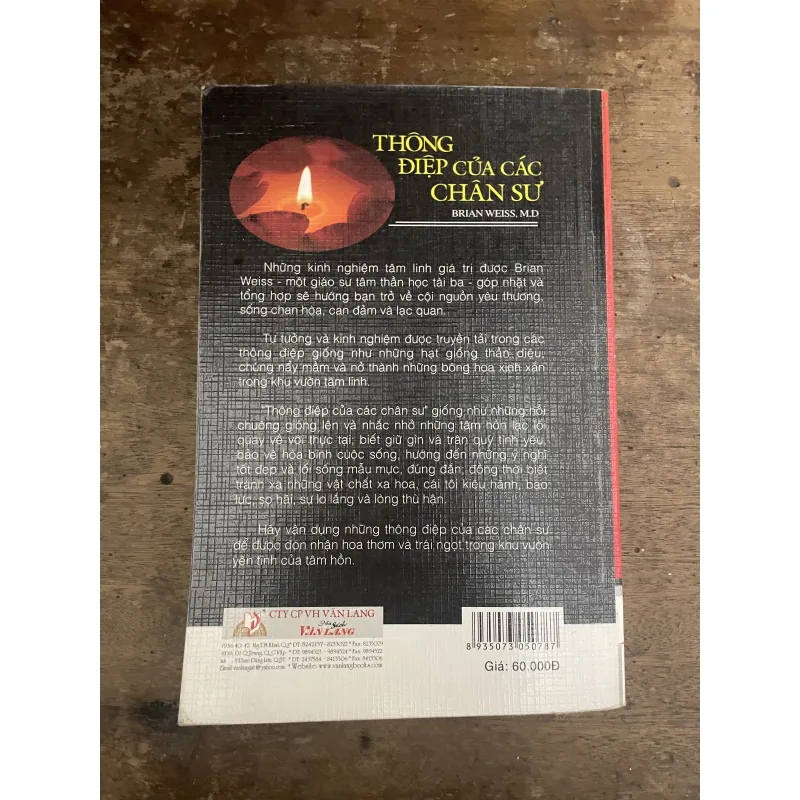 THÔNG
ĐIỆP CỦA CÁC
CHÂN SƯ
BRIAN WEISS, M.D
Những kinh nghiệm tâm linh giá trị được Brian
Weiss - một giáo sư tâm thần học tài ba - góp nhặt và
tổng hợp sẽ hướng bạn trở về cội nguồn yêu thương,
sống chan hòa, can đảm và lạc quan.
Tư tưởng và kinh nghiệm được truyền tải trong các
thông điệp giống như những hạt giống thần diệu,
chúng nẩy mầm và nở thành những bông hoa xinh xắn
trong khu vườn tâm linh.
"Thông điệp của các chân sư" giống như những hồi
chuông gióng lên và nhắc nhở những tâm hồn lạc lối
quay về với thực tại, biết giữ gìn và trân quý tình yêu,
bảo vệ hòa bình cuộc sống, hướng đến những ý nghĩ
tốt đẹp và lối sống mẫu mực, đúng đắn, đồng thời biết
tránh xa những vật chất xa hoa, cái tôi kiêu hãnh, bạo
lực, sợ hãi, sự lo lắng và lòng thù hận.
Hãy vận dụng những thông điệp của các chân sư
để được đón nhận hoa thơm và trái ngọt trong khu vườn
yên tịnh của tâm hồn.
CTY CP VH VĂN LANG
Nhà Sách
VĂN LANG
* Website: www.vanlangbooks.com
8 935073 050787
Giá: 60.000Đ